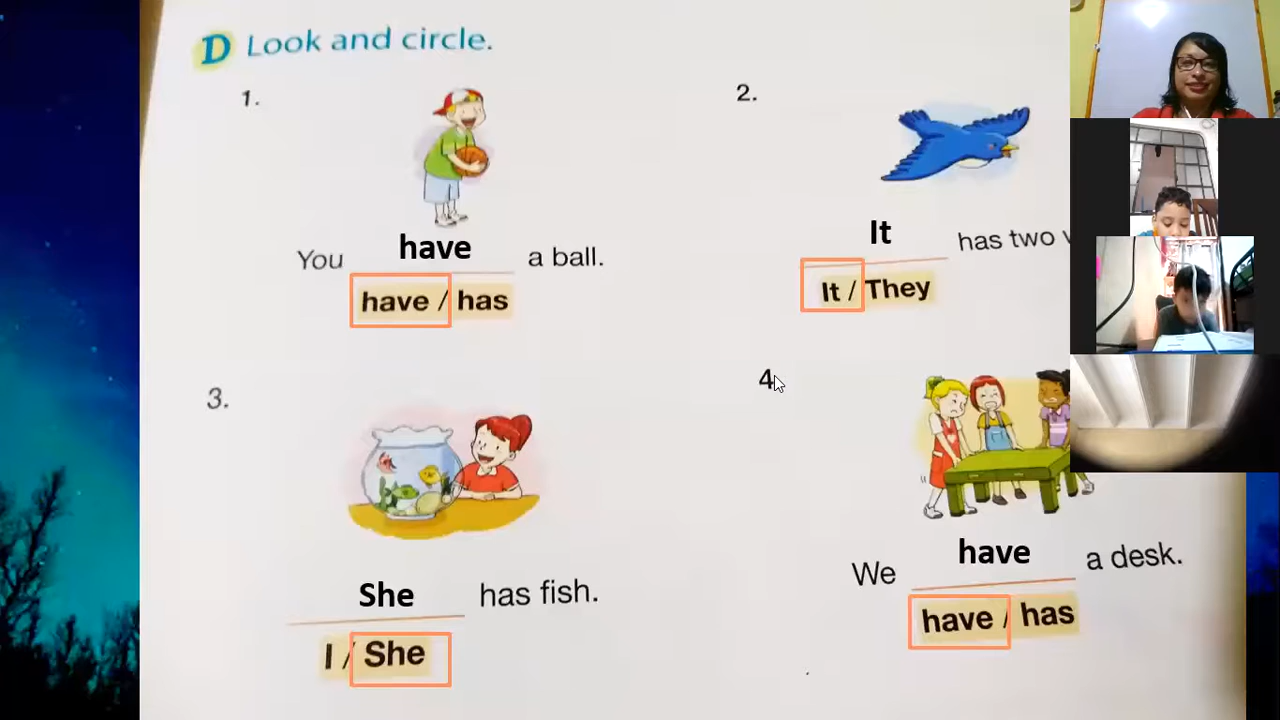 D Look and circle.
1.
You have a ball.
have / has
2.
It has two
It / They
3.
She has fish.
I / She
4
We have a desk.
have / has